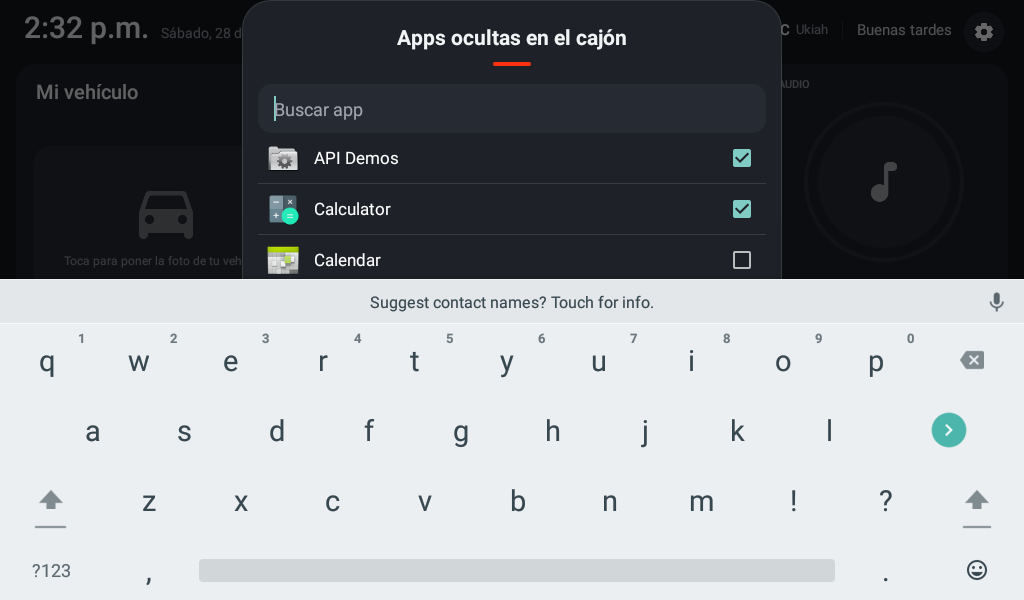 2:32 p.m. Sábado, 28 d
Apps ocultas en el cajón
C Ukiah Buenas tardes
Mi vehículo
AUDIO
Buscar app
API Demos
Calculator
Calendar
Toca para poner la foto de tu veh
Suggest contact names? Touch for info.
1 2 3 4 5 6 7 8 9 0
q w e r t y u i o p
a s d f g h j k l
z x c v b n m ! ?
?123 , .